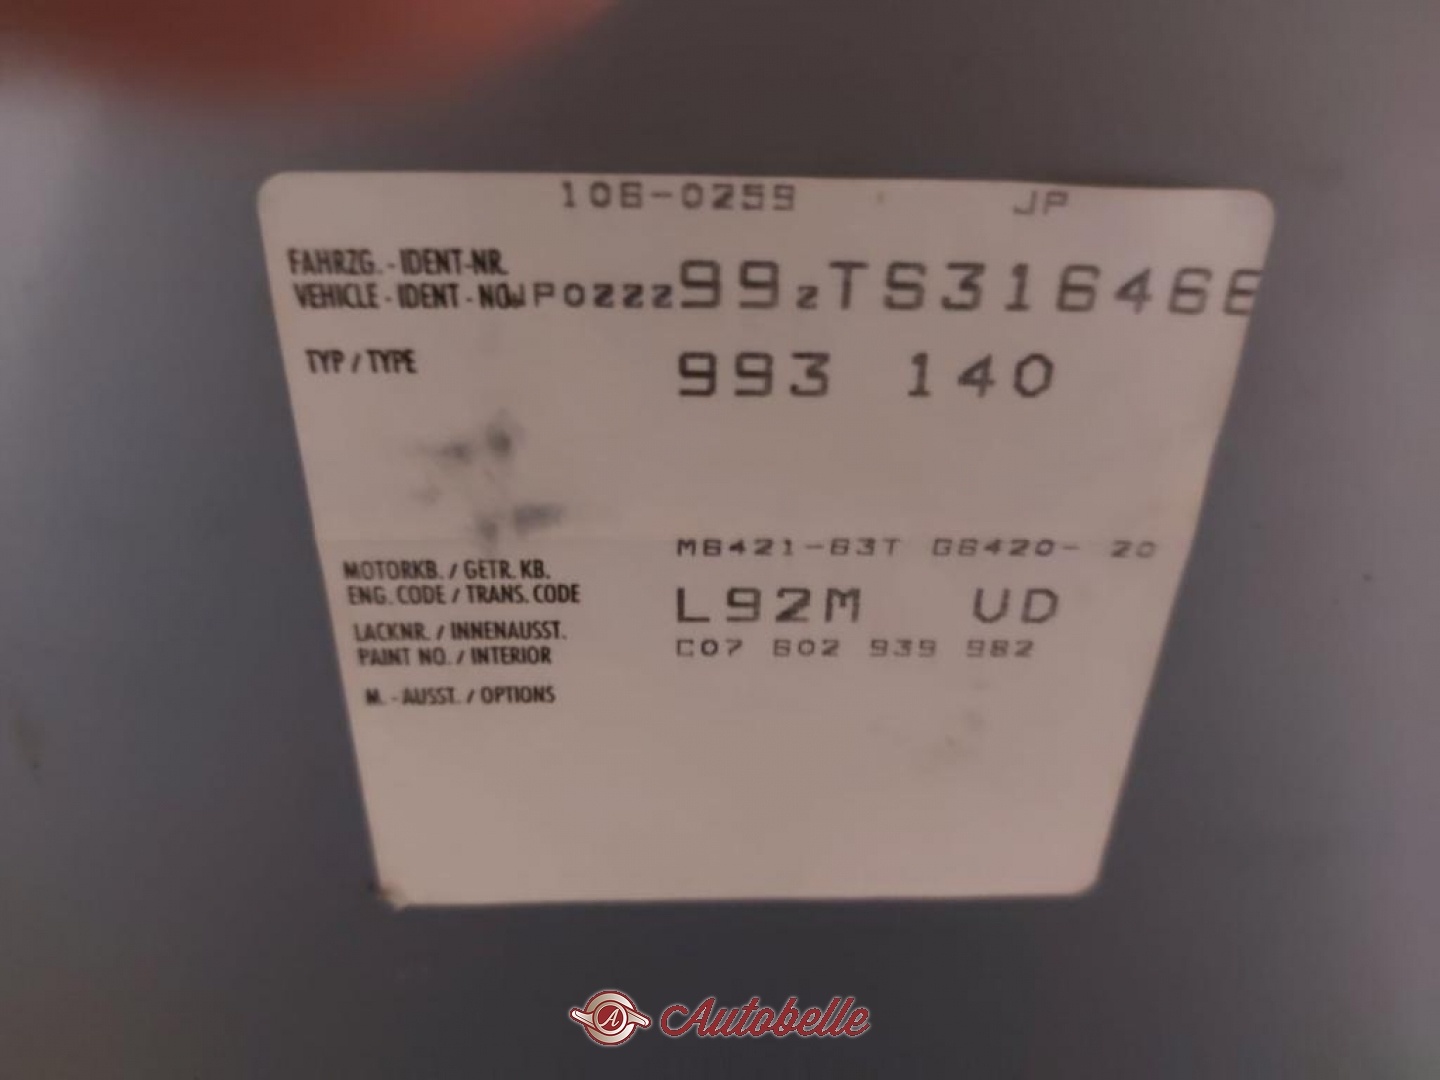 106-0259 JP
FAHRZG. - IDENT-NR.
VEHICLE - IDENT - NO. WP0ZZZ99ZTS316466
TYP / TYPE 993 140
M6421-63T G6420- 20
MOTORKB. / GETR. KB.
ENG. CODE / TRANS. CODE
L92M VD
LACKNR. / INNENAUSST.
PAINT NO. / INTERIOR
C07 602 939 982
M. - AUSST. / OPTIONS
A Autobelle